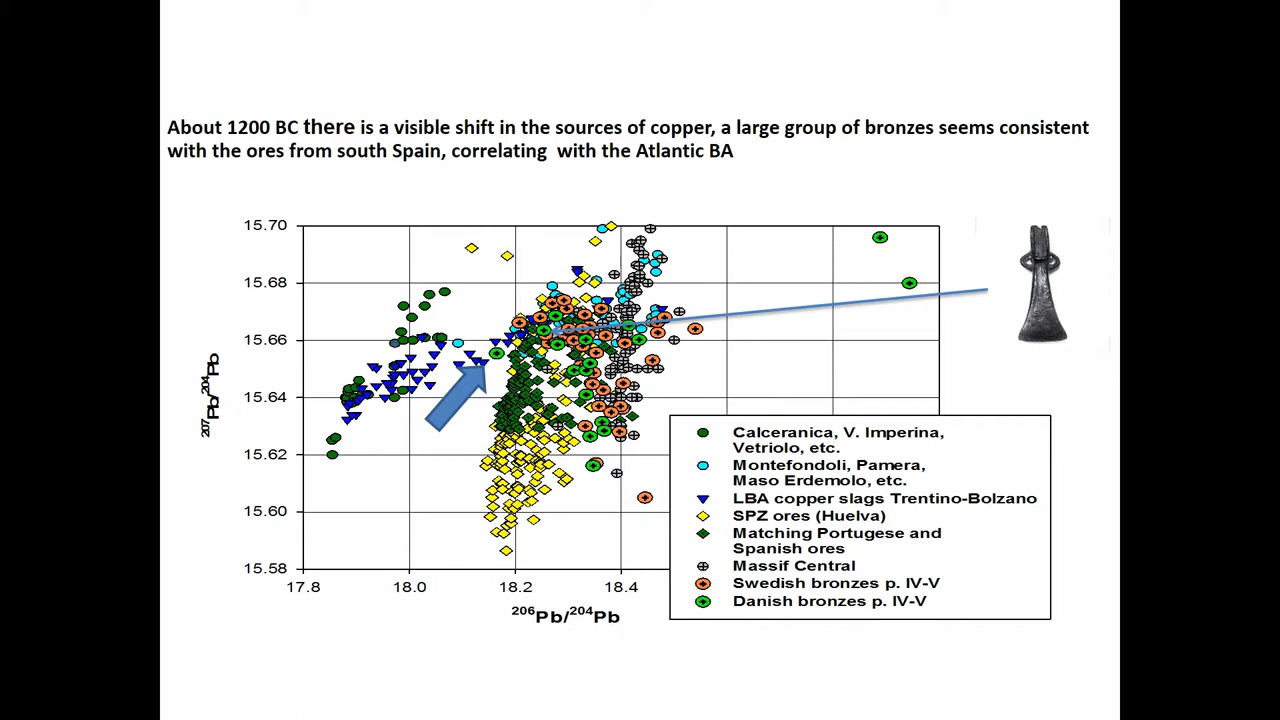 About 1200 BC there is a visible shift in the sources of copper, a large group of bronzes seems consistent
with the ores from south Spain, correlating with the Atlantic BA
15.70
15.68
15.66
15.64
15.62
15.60
15.58
207Pb/204Pb
17.8
18.0
18.2
18.4
206Pb/204Pb
Calceranica, V. Imperina,
Vetriolo, etc.
Montefondoli, Pamera,
Maso Erdemolo, etc.
LBA copper slags Trentino-Bolzano
SPZ ores (Huelva)
Matching Portugese and
Spanish ores
Massif Central
Swedish bronzes p. IV-V
Danish bronzes p. IV-V